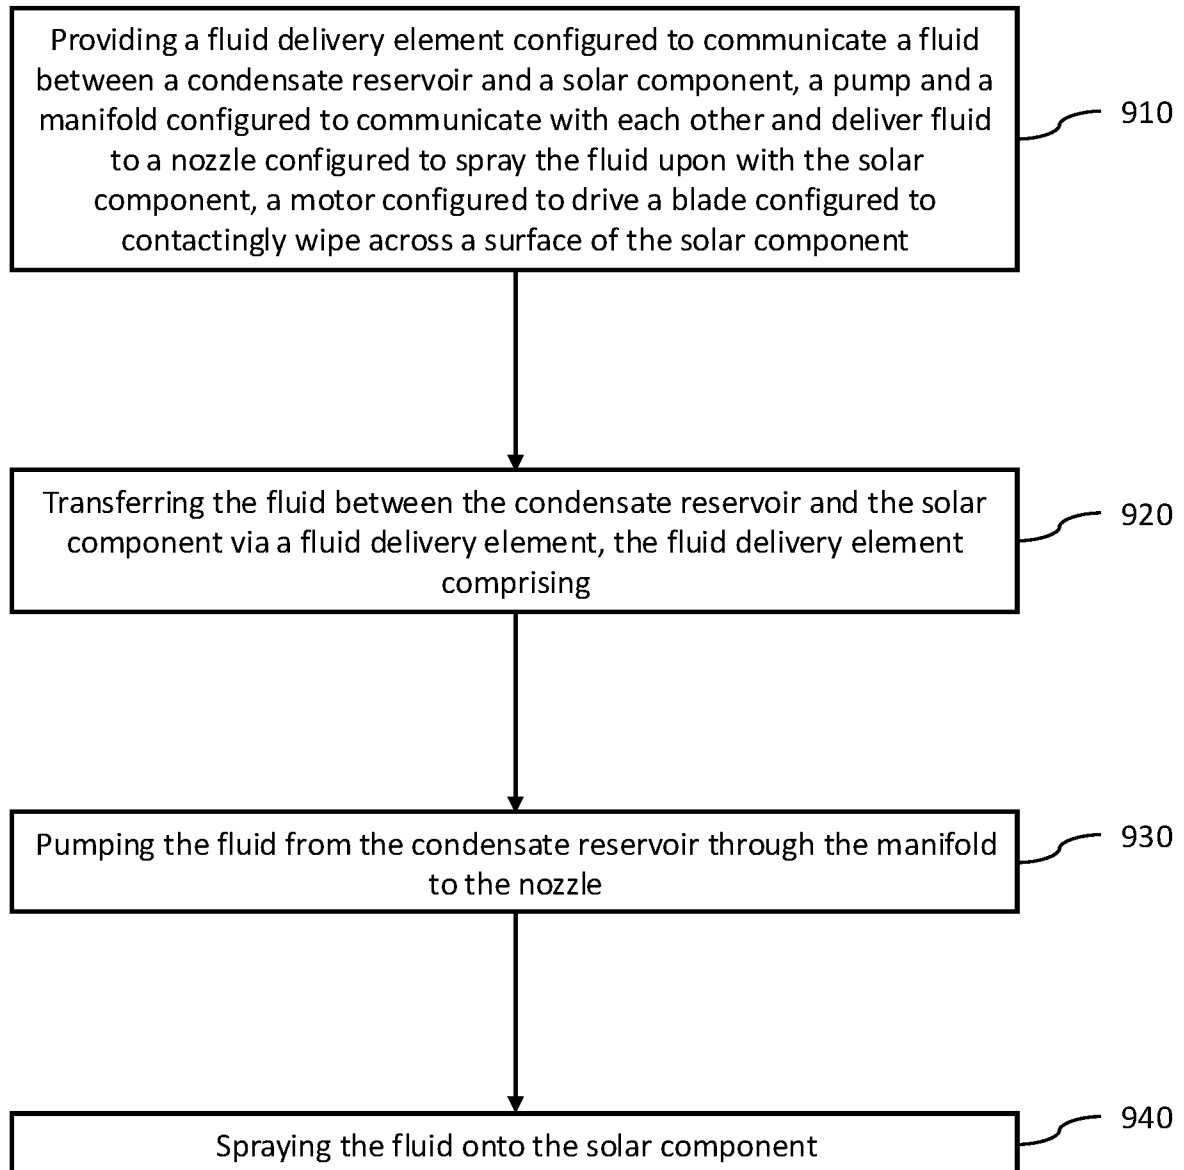 Providing a fluid delivery element configured to communicate a fluid
between a condensate reservoir and a solar component, a pump and a
manifold configured to communicate with each other and deliver fluid
to a nozzle configured to spray the fluid upon with the solar
component, a motor configured to drive a blade configured to
contactingly wipe across a surface of the solar component
910
Transferring the fluid between the condensate reservoir and the solar
component via a fluid delivery element, the fluid delivery element
comprising
920
Pumping the fluid from the condensate reservoir through the manifold
to the nozzle
930
Spraying the fluid onto the solar component
940